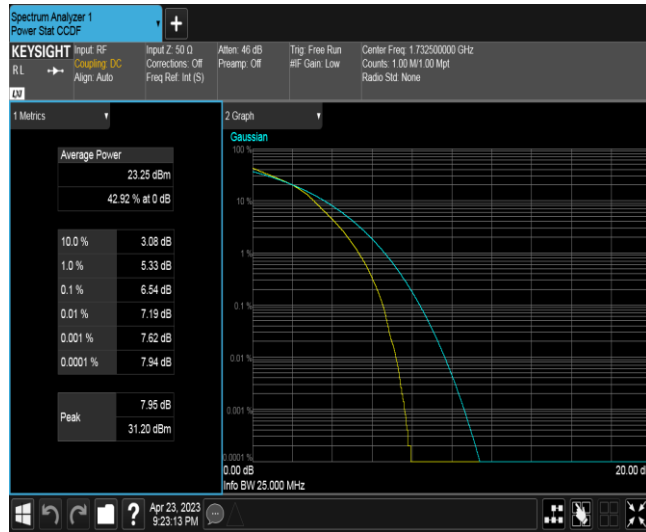 Spectrum Analyzer 1
Power Stat CCDF
+
KEYSIGHT
RL
LXI
Input: RF
Coupling: DC
Align: Auto
Input Z: 50 Ω
Corrections: Off
Freq Ref: Int (S)
Atten: 46 dB
Preamp: Off
Trig: Free Run
#IF Gain: Low
Center Freq: 1.732500000 GHz
Counts: 1.00 M/1.00 Mpt
Radio Std: None
1 Metrics
Average Power
23.25 dBm
42.92 % at 0 dB
10.0 % 3.08 dB
1.0 % 5.33 dB
0.1 % 6.54 dB
0.01 % 7.19 dB
0.001 % 7.62 dB
0.0001 % 7.94 dB
Peak
7.95 dB
31.20 dBm
2 Graph
Gaussian
100 %
10 %
1 %
0.1 %
0.01 %
0.001 %
0.0001 %
0.00 dB
20.00 d
Info BW 25.000 MHz
?
Apr 23, 2023
9:23:13 PM